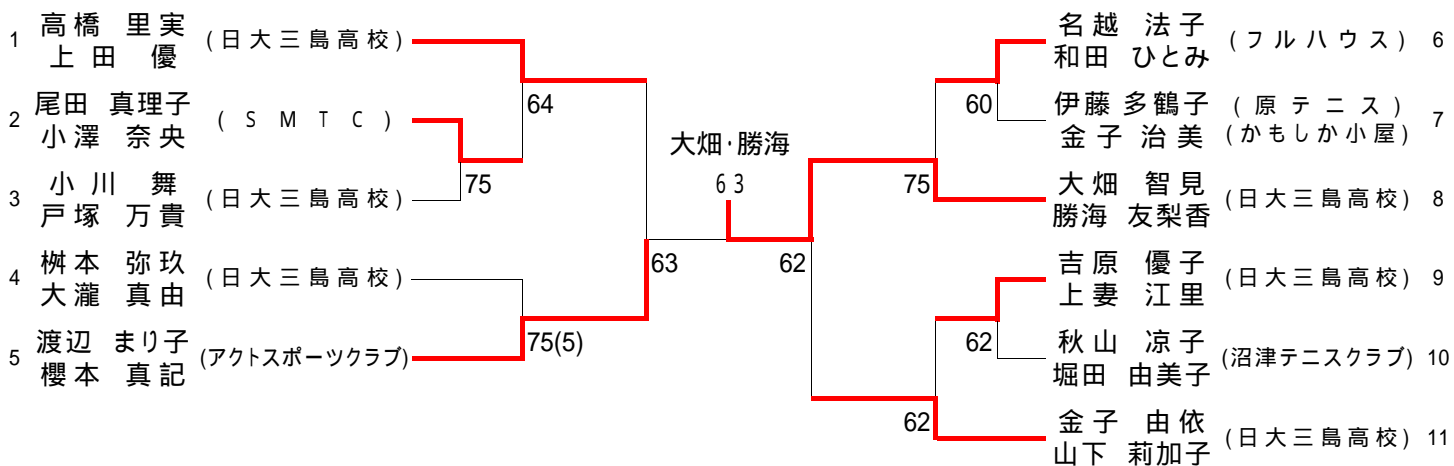 1 高橋 里実 (日大三島高校)
上田 優
64
2 尾田 真理子 (SMTC)
小澤 奈央
75
3 小川 舞 (日大三島高校)
戸塚 万貴
63
4 桝本 弥玖 (日大三島高校)
大瀧 真由
75(5)
5 渡辺 まり子 (アクトスポーツクラブ)
櫻本 真記
大畑・勝海
63
名越 法子 (フルハウス) 6
和田 ひとみ
60
伊藤 多鶴子 (原テニス) 7
金子 治美 (かもしか小屋)
75
大畑 智見 (日大三島高校) 8
勝海 友梨香
62
吉原 優子 (日大三島高校) 9
上妻 江里
62
秋山 凉子 (沼津テニスクラブ) 10
堀田 由美子
62
金子 由依 (日大三島高校) 11
山下 莉加子